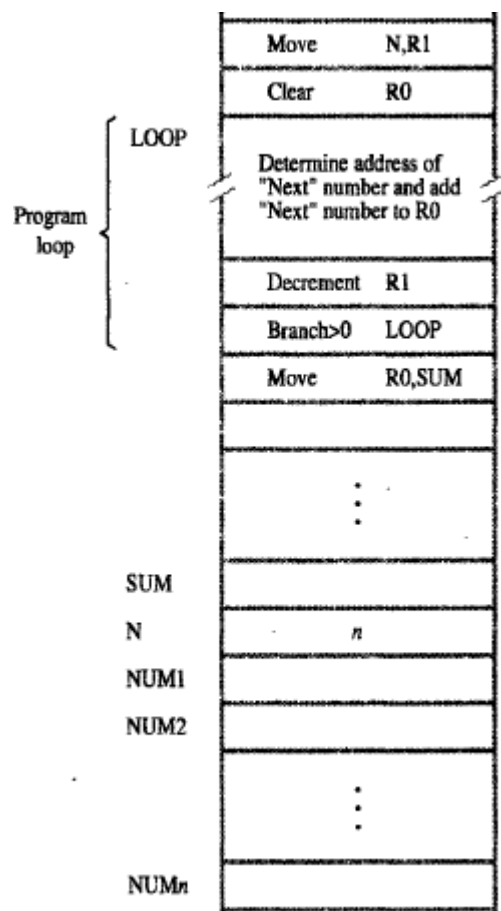 Move N,R1
Clear R0
LOOP
Determine address of
"Next" number and add
"Next" number to R0
Program
loop
Decrement R1
Branch>0 LOOP
Move R0,SUM
SUM
N n
NUM1
NUM2
NUMn